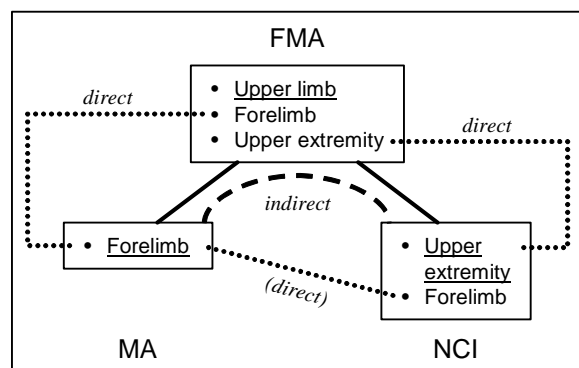 FMA
• Upper limb
• Forelimb
• Upper extremity
direct
direct
indirect
• Forelimb
(direct)
• Upper
extremity
• Forelimb
MA
NCI